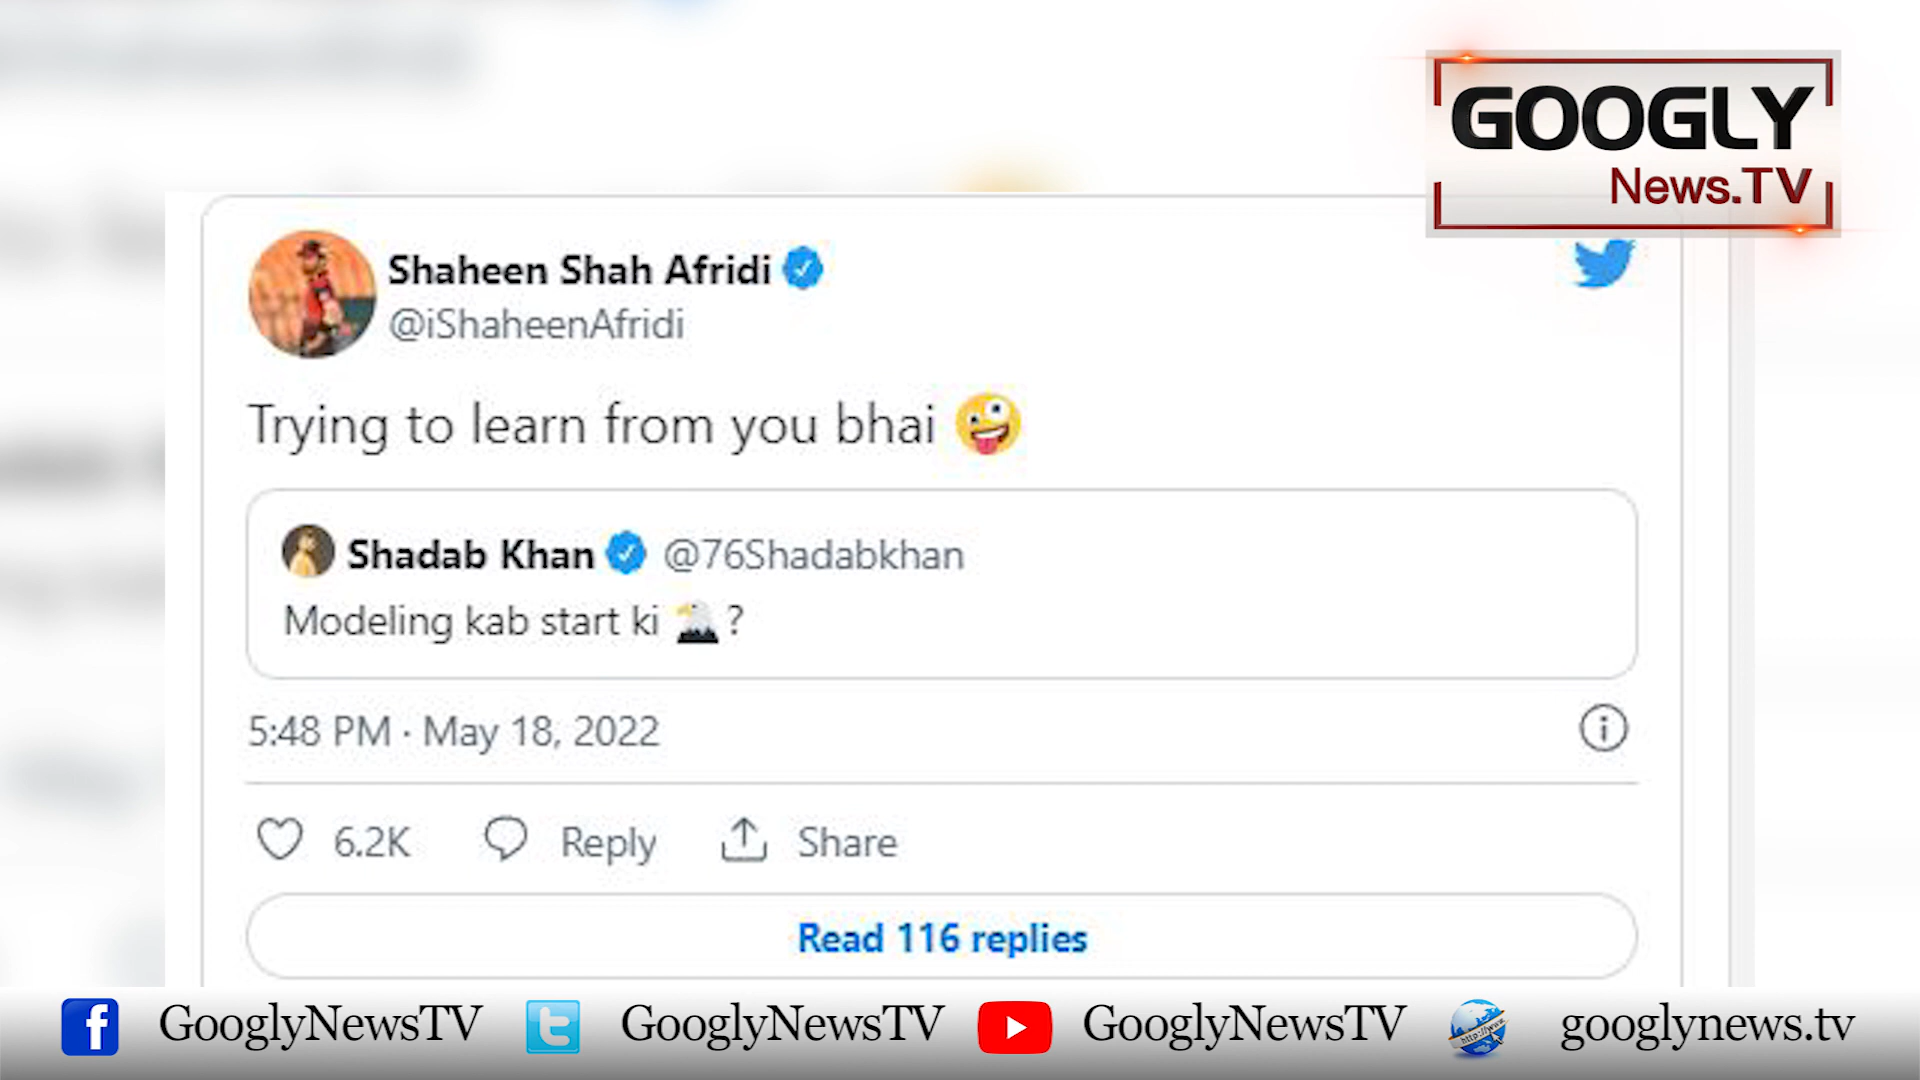 GOOGLY
News.TV
Shaheen Shah Afridi
@iShaheenAfridi
Trying to learn from you bhai 🤪
Shadab Khan @76Shadabkhan
Modeling kab start ki 🦅?
5:48 PM · May 18, 2022
6.2K Reply Share
Read 116 replies
GooglyNewsTV GooglyNewsTV GooglyNewsTV googlynews.tv